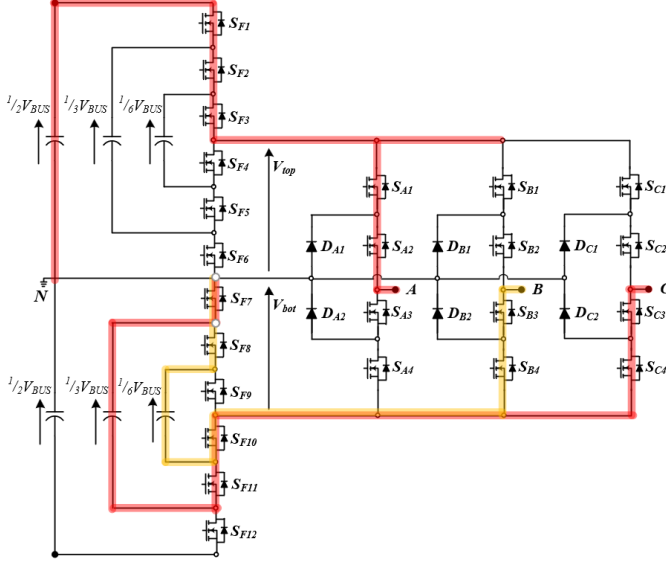 S_F1
S_F2
1/2V_BUS 1/3V_BUS 1/6V_BUS
S_F3
S_F4
V_top
S_A1 S_B1 S_C1
S_F5
S_F6
D_A1 S_A2 D_B1 S_B2 D_C1 S_C2
N
A B C
S_F7
V_bot
D_A2 S_A3 D_B2 S_B3 D_C2 S_C3
S_F8
S_A4 S_B4 S_C4
1/2V_BUS 1/3V_BUS 1/6V_BUS
S_F9
S_F10
S_F11
S_F12